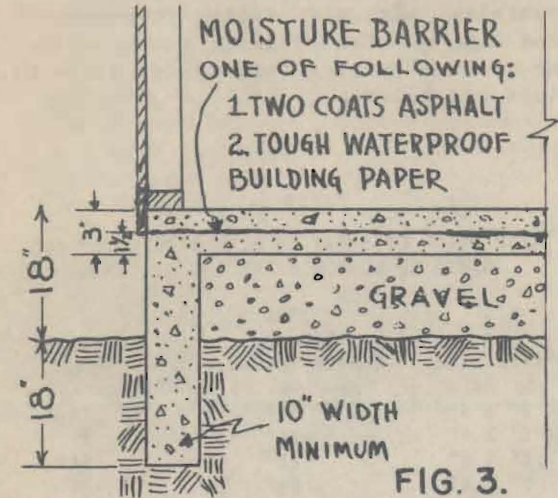 MOISTURE BARRIER
ONE OF FOLLOWING:
1. TWO COATS ASPHALT
2. TOUGH WATERPROOF
BUILDING PAPER
3"
1½"
18"
GRAVEL
18"
10" WIDTH
MINIMUM
FIG. 3.